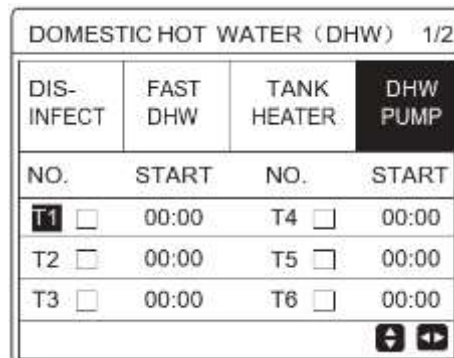 DOMESTIC HOT WATER（DHW） 1/2
DIS-
INFECT
FAST
DHW
TANK
HEATER
DHW
PUMP
NO. START NO. START
T1 00:00 T4 00:00
T2 00:00 T5 00:00
T3 00:00 T6 00:00